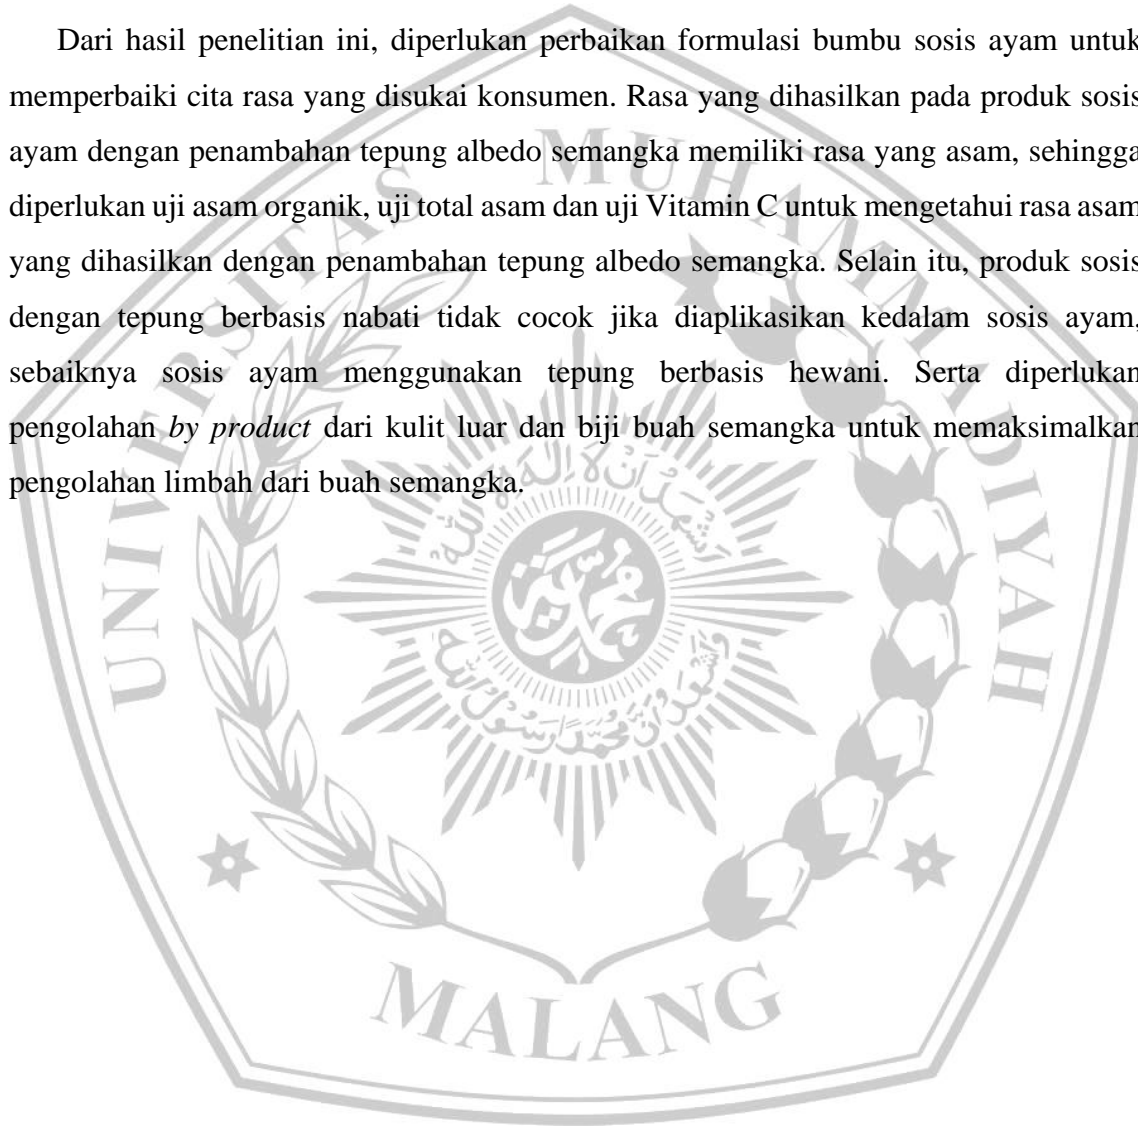 Dari hasil penelitian ini, diperlukan perbaikan formulasi bumbu sosis ayam untuk
memperbaiki cita rasa yang disukai konsumen. Rasa yang dihasilkan pada produk sosis
ayam dengan penambahan tepung albedo semangka memiliki rasa yang asam, sehingga
diperlukan uji asam organik, uji total asam dan uji Vitamin C untuk mengetahui rasa asam
yang dihasilkan dengan penambahan tepung albedo semangka. Selain itu, produk sosis
dengan tepung berbasis nabati tidak cocok jika diaplikasikan kedalam sosis ayam,
sebaiknya sosis ayam menggunakan tepung berbasis hewani. Serta diperlukan
pengolahan by product dari kulit luar dan biji buah semangka untuk memaksimalkan
pengolahan limbah dari buah semangka.
UNIVERSITAS MUHAMMADIYAH
MALANG